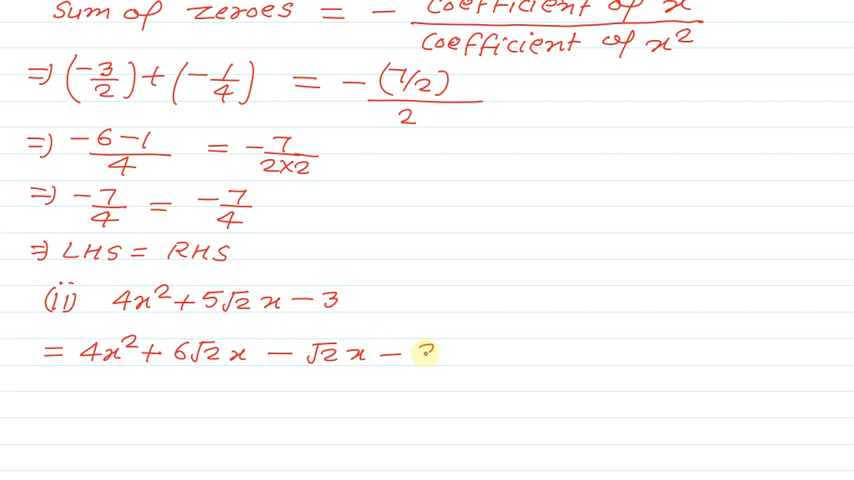 Sum of zeroes = - coefficient of x / coefficient of x²
⇒ (-3/2) + (-1/4) = - (7/2) / 2
⇒ -6-1 / 4 = - 7 / 2×2
⇒ -7/4 = -7/4
⇒ LHS = RHS
(ii) 4x² + 5√2 x - 3
= 4x² + 6√2 x - √2 x -